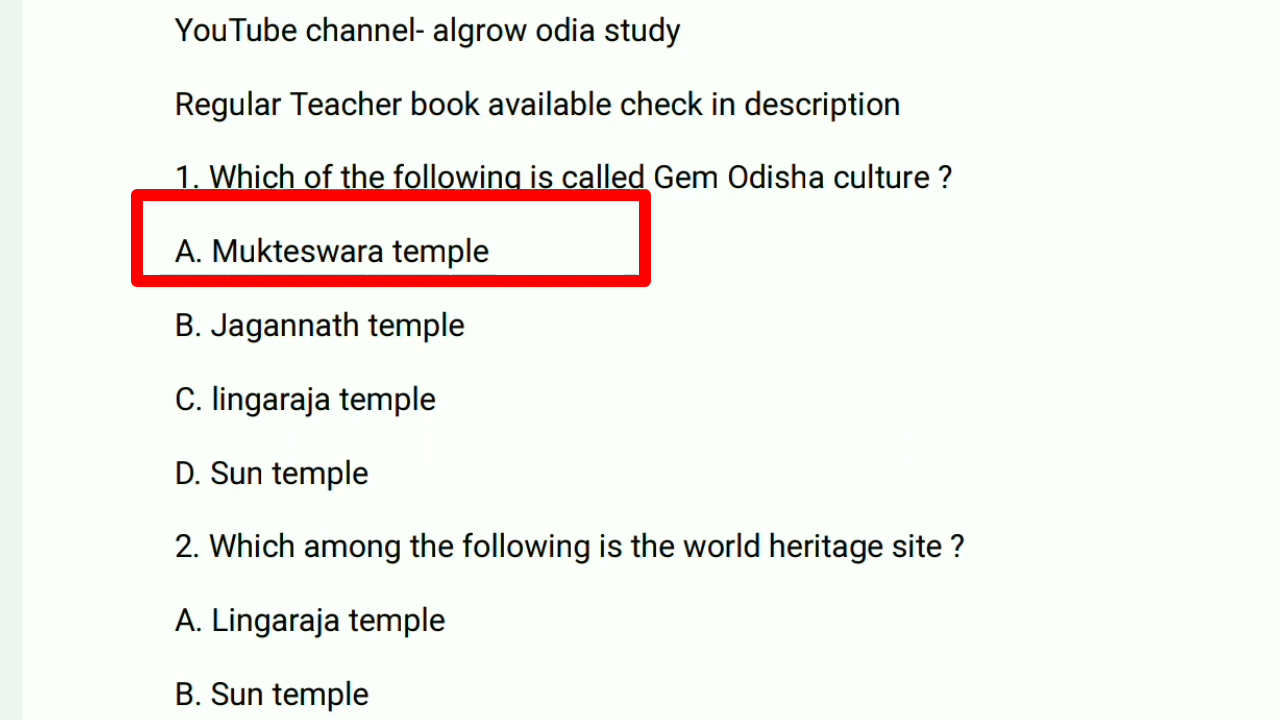 YouTube channel- algrow odia study
Regular Teacher book available check in description
1. Which of the following is called Gem Odisha culture ?
A. Mukteswara temple
B. Jagannath temple
C. lingaraja temple
D. Sun temple
2. Which among the following is the world heritage site ?
A. Lingaraja temple
B. Sun temple